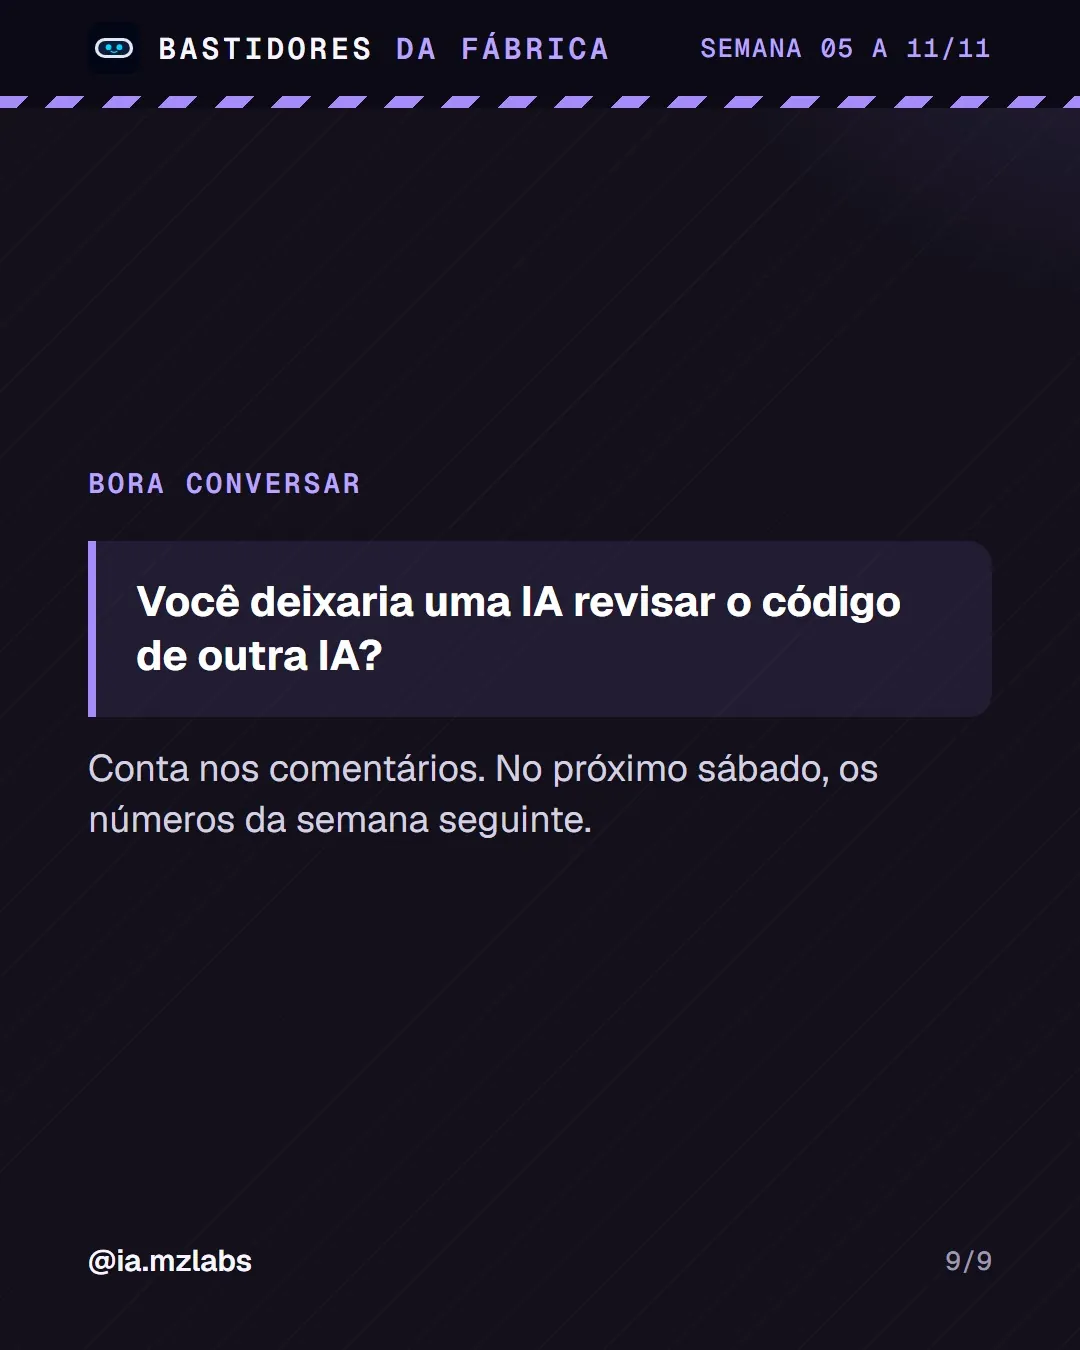 BASTIDORES DA FÁBRICA
SEMANA 05 A 11/11
BORA CONVERSAR
Você deixaria uma IA revisar o código
de outra IA?
Conta nos comentários. No próximo sábado, os
números da semana seguinte.
@ia.mzlabs
9/9